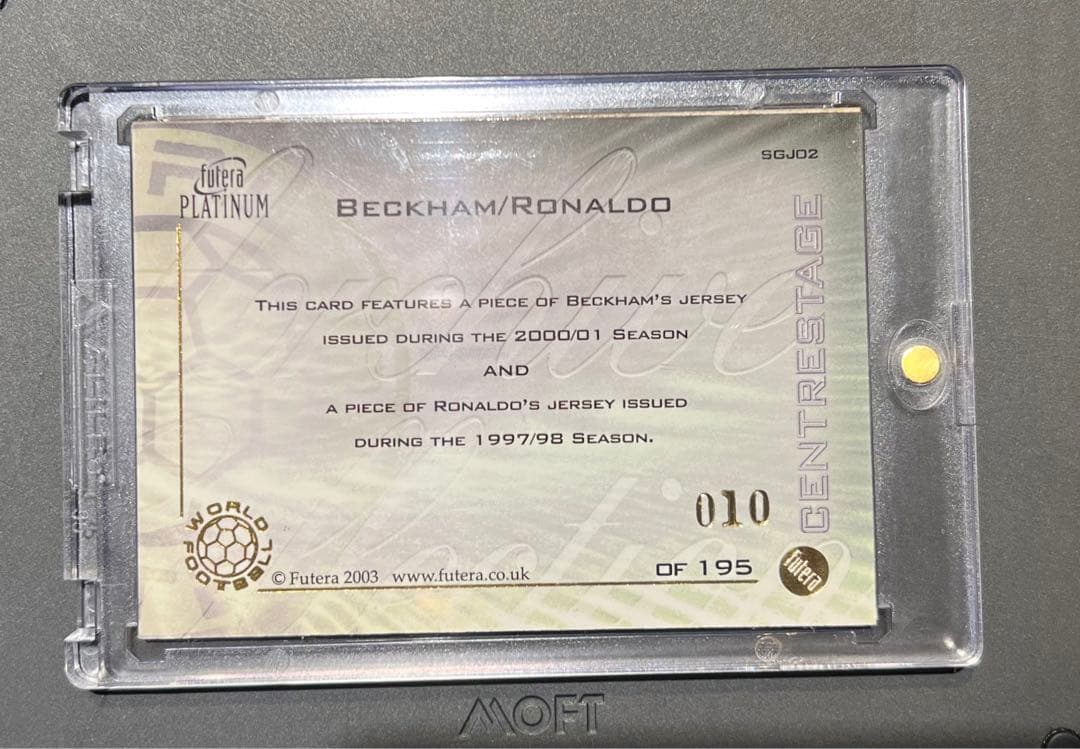 SGJ02
futera
PLATINUM
BECKHAM/RONALDO
THIS CARD FEATURES A PIECE OF BECKHAM'S JERSEY
ISSUED DURING THE 2000/01 SEASON
AND
A PIECE OF RONALDO'S JERSEY ISSUED
DURING THE 1997/98 SEASON.
CENTRESTAGE
archive
collection
010
OF 195
futera
WORLD FOOTBALL
© Futera 2003 www.futera.co.uk
MOFT